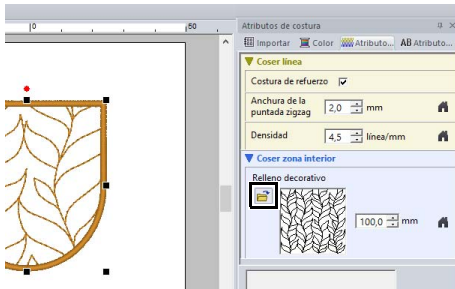 0
50
Atributos de costura
Importar Color Atributo... AB Atributo...
Coser línea
Costura de refuerzo
Anchura de la
puntada zigzag 2,0 mm
Densidad 4,5 línea/mm
Coser zona interior
Relleno decorativo
100,0 mm